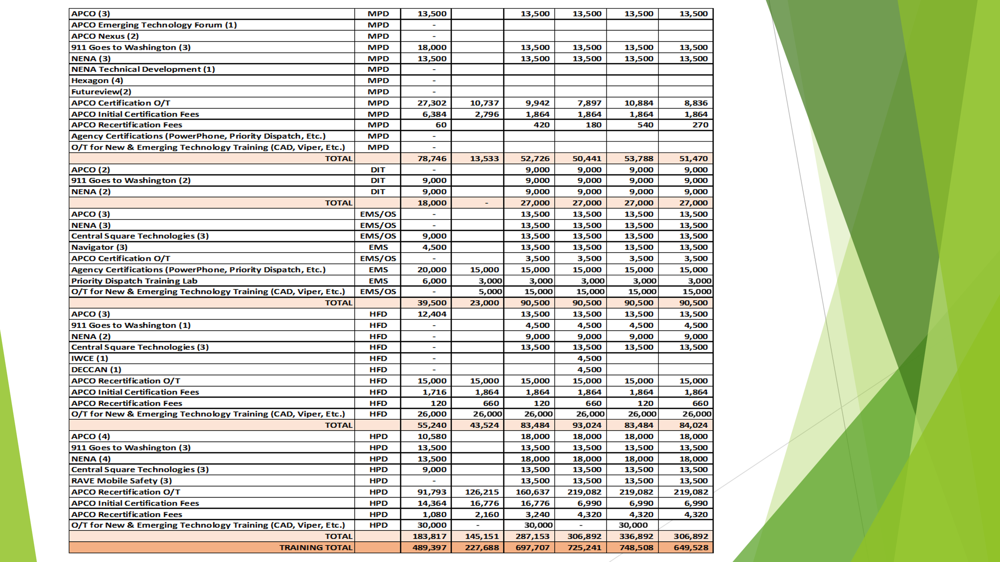 APCO (3) MPD 13,500 13,500 13,500 13,500 13,500
APCO Emerging Technology Forum (1) MPD -
APCO Nexus (2) MPD -
911 Goes to Washington (3) MPD 18,000 13,500 13,500 13,500 13,500
NENA (3) MPD 13,500 13,500 13,500 13,500 13,500
NENA Technical Development (1) MPD -
Hexagon (4) MPD -
Futureview(2) MPD -
APCO Certification O/T MPD 27,302 10,737 9,942 7,897 10,884 8,836
APCO Initial Certification Fees MPD 6,384 2,796 1,864 1,864 1,864 1,864
APCO Recertification Fees MPD 60 420 180 540 270
Agency Certifications (PowerPhone, Priority Dispatch, Etc.) MPD -
O/T for New & Emerging Technology Training (CAD, Viper, Etc.) MPD -
TOTAL 78,746 13,533 52,726 50,441 53,788 51,470
APCO (2) DIT - 9,000 9,000 9,000 9,000
911 Goes to Washington (2) DIT 9,000 9,000 9,000 9,000 9,000
NENA (2) DIT 9,000 9,000 9,000 9,000 9,000
TOTAL 18,000 - 27,000 27,000 27,000 27,000
APCO (3) EMS/OS - 13,500 13,500 13,500 13,500
NENA (3) EMS/OS - 13,500 13,500 13,500 13,500
Central Square Technologies (3) EMS/OS 9,000 13,500 13,500 13,500 13,500
Navigator (3) EMS 4,500 13,500 13,500 13,500 13,500
APCO Certification O/T EMS/OS - 3,500 3,500 3,500 3,500
Agency Certifications (PowerPhone, Priority Dispatch, Etc.) EMS 20,000 15,000 15,000 15,000 15,000 15,000
Priority Dispatch Training Lab EMS 6,000 3,000 3,000 3,000 3,000 3,000
O/T for New & Emerging Technology Training (CAD, Viper, Etc.) EMS/OS - 5,000 15,000 15,000 15,000 15,000
TOTAL 39,500 23,000 90,500 90,500 90,500 90,500
APCO (3) HFD 12,404 13,500 13,500 13,500 13,500
911 Goes to Washington (1) HFD - 4,500 4,500 4,500 4,500
NENA (2) HFD - 9,000 9,000 9,000 9,000
Central Square Technologies (3) HFD - 13,500 13,500 13,500 13,500
IWCE (1) HFD - 4,500
DECCAN (1) HFD - 4,500
APCO Recertification O/T HFD 15,000 15,000 15,000 15,000 15,000 15,000
APCO Initial Certification Fees HFD 1,716 1,864 1,864 1,864 1,864 1,864
APCO Recertification Fees HFD 120 660 120 660 120 660
O/T for New & Emerging Technology Training (CAD, Viper, Etc.) HFD 26,000 26,000 26,000 26,000 26,000 26,000
TOTAL 55,240 43,524 83,484 93,024 83,484 84,024
APCO (4) HPD 10,580 18,000 18,000 18,000 18,000
911 Goes to Washington (3) HPD 13,500 13,500 13,500 13,500 13,500
NENA (4) HPD 13,500 18,000 18,000 18,000 18,000
Central Square Technologies (3) HPD 9,000 13,500 13,500 13,500 13,500
RAVE Mobile Safety (3) HPD - 13,500 13,500 13,500 13,500
APCO Recertification O/T HPD 91,793 126,215 160,637 219,082 219,082 219,082
APCO Initial Certification Fees HPD 14,364 16,776 16,776 6,990 6,990 6,990
APCO Recertification Fees HPD 1,080 2,160 3,240 4,320 4,320 4,320
O/T for New & Emerging Technology Training (CAD, Viper, Etc.) HPD 30,000 - 30,000 - 30,000
TOTAL 183,817 145,151 287,153 306,892 336,892 306,892
TRAINING TOTAL 489,397 227,688 697,707 725,241 748,508 649,528